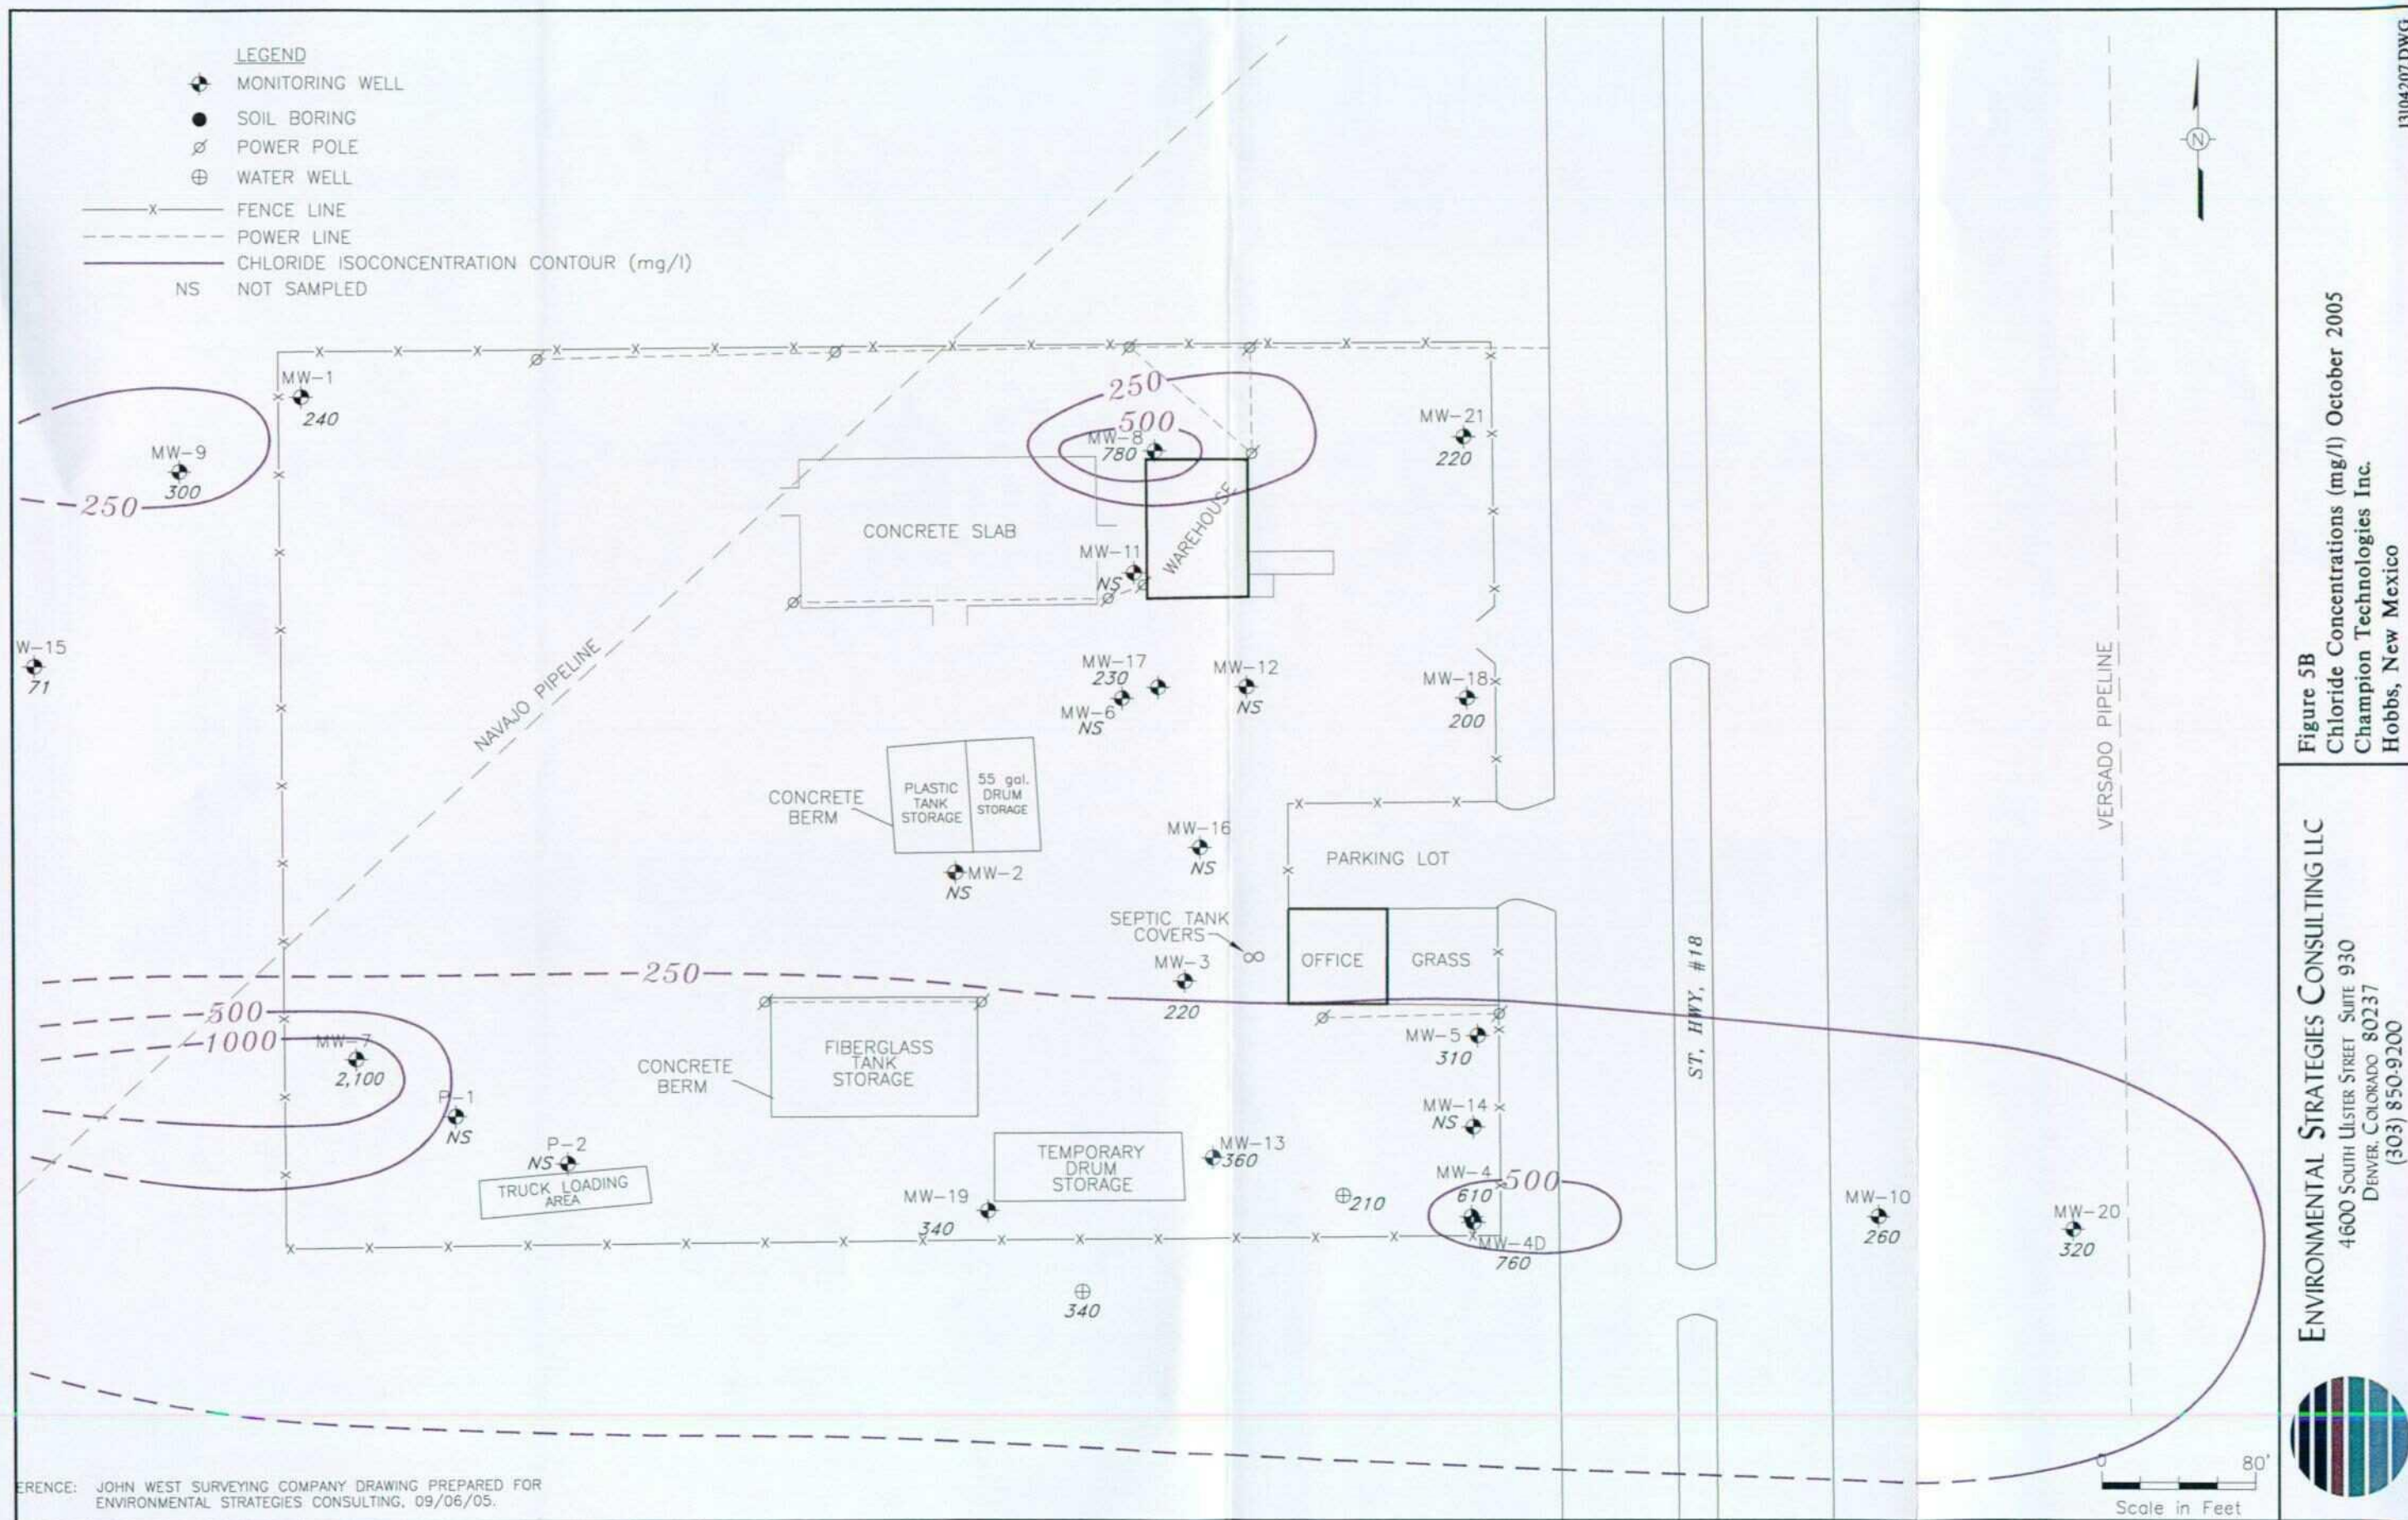 LEGEND
MONITORING WELL
SOIL BORING
POWER POLE
WATER WELL
X FENCE LINE
POWER LINE
CHLORIDE ISOCONCENTRATION CONTOUR (mg/l)
NS NOT SAMPLED
MW-1
240
MW-9
300
250
W-15
71
NAVAJO PIPELINE
250
500
MW-8
780
WAREHOUSE
CONCRETE SLAB
MW-11
NS
MW-21
220
MW-17
230
MW-6
NS
MW-12
NS
MW-18
200
CONCRETE
BERM
PLASTIC
TANK
STORAGE
55 gal.
DRUM
STORAGE
MW-2
NS
MW-16
NS
PARKING LOT
SEPTIC TANK
COVERS
OFFICE
GRASS
MW-3
220
250
500
1000
MW-7
2,100
P-1
NS
P-2
NS
TRUCK LOADING
AREA
CONCRETE
BERM
FIBERGLASS
TANK
STORAGE
MW-5
310
MW-14
NS
TEMPORARY
DRUM
STORAGE
MW-13
360
MW-19
340
210
MW-4
610
500
MW-4D
760
340
ST, HWY, #18
MW-10
260
MW-20
320
VERSADO PIPELINE
N
0 80'
Scale in Feet
ERENCE: JOHN WEST SURVEYING COMPANY DRAWING PREPARED FOR
ENVIRONMENTAL STRATEGIES CONSULTING, 09/06/05.
Figure 5B
Chloride Concentrations (mg/l) October 2005
Champion Technologies Inc.
Hobbs, New Mexico
ENVIRONMENTAL STRATEGIES CONSULTING LLC
4600 SOUTH ULSTER STREET SUITE 930
DENVER, COLORADO 80237
(303) 850-9200